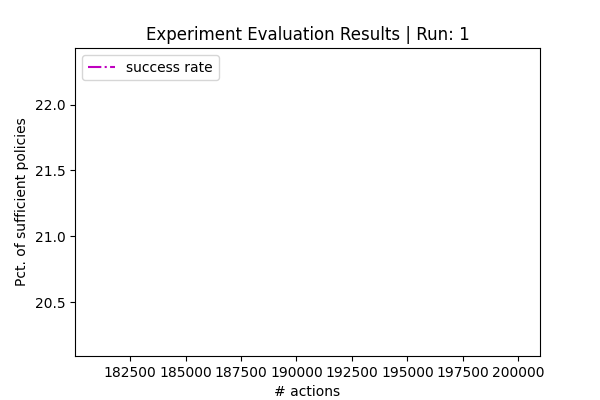 Experiment Evaluation Results | Run: 1
success rate
Pct. of sufficient policies
22.0
21.5
21.0
20.5
182500 185000 187500 190000 192500 195000 197500 200000
# actions